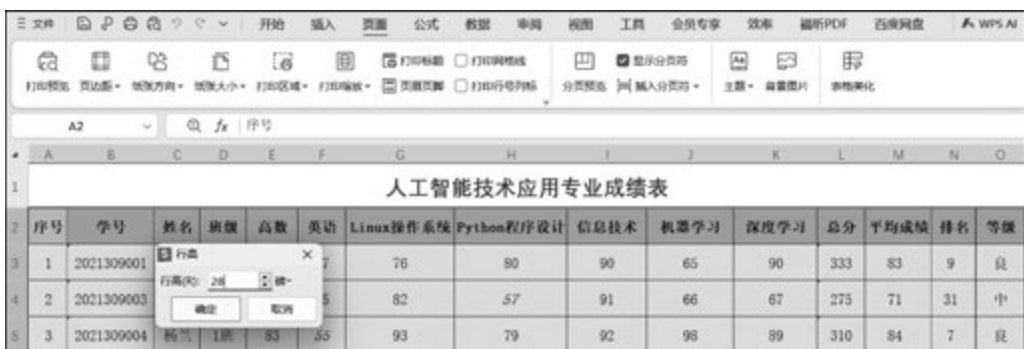 三 文件 开始 插入 页面 公式 数据 审阅 视图 工具 会员专享 效率 福昕PDF 百度网盘 WPS AI
打印标题 打印网格线 显示分页符
打印预览 页边距 纸张方向 纸张大小 打印区域 打印缩放 页眉页脚 打印行号列标 分页预览 插入分页符 主题 背景图片 表格美化
A2 fx 序号
A B C D E F G H I J K L M N O
1 人工智能技术应用专业成绩表
2 序号 学号 姓名 班级 高数 英语 Linux操作系统 Python程序设计 信息技术 机器学习 深度学习 总分 平均成绩 排名 等级
行高 ×
3 1 2021309001 7 76 80 90 65 90 333 83 9 良
行高(R): 28 磅
4 2 2021309003 5 82 57 91 66 67 275 71 31 中
确定 取消
5 3 2021309004 杨兰 1班 83 55 93 79 92 98 89 310 84 7 良